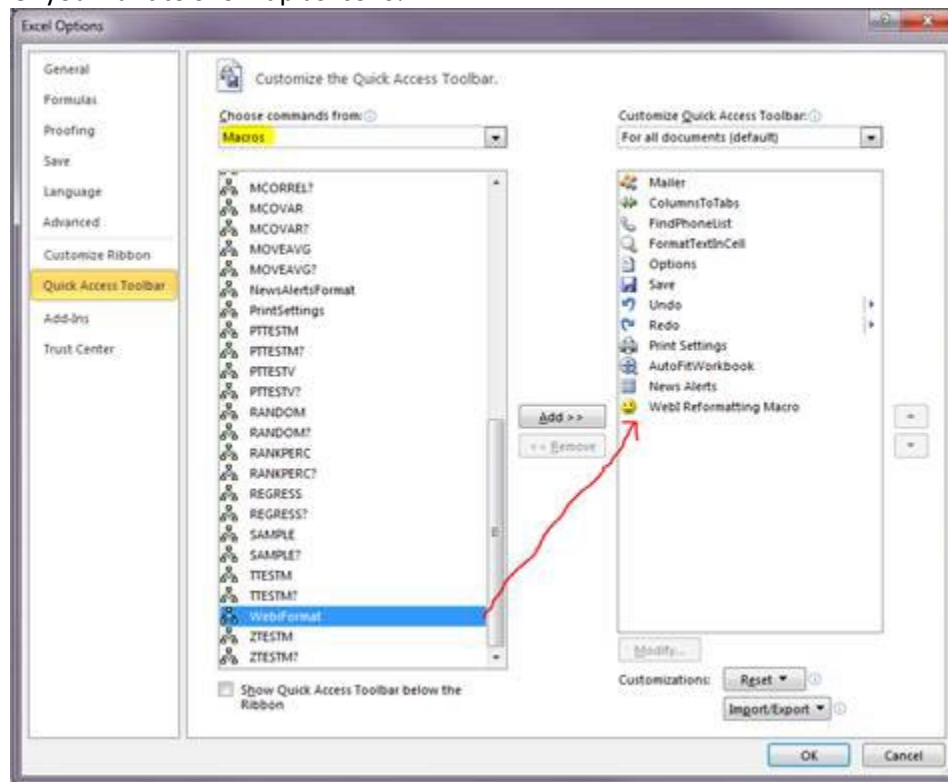 Excel Options
General
Formulas
Proofing
Save
Language
Advanced
Customize Ribbon
Quick Access Toolbar
Add-Ins
Trust Center
Customize the Quick Access Toolbar.
Choose commands from:
Macros
MCORREL?
MCOVAR
MCOVAR?
MOVEAVG
MOVEAVG?
NewsAlertsFormat
PrintSettings
PTTESTM
PTTESTM?
PTTESTV
PTTESTV?
RANDOM
RANDOM?
RANKPERC
RANKPERC?
REGRESS
REGRESS?
SAMPLE
SAMPLE?
TTESTM
TTESTM?
WebiFormat
ZTESTM
ZTESTM?
Show Quick Access Toolbar below the
Ribbon
Add >>
<< Remove
Customize Quick Access Toolbar:
For all documents (default)
Mailer
ColumnsToTabs
FindPhoneList
FormatTextInCell
Options
Save
Undo
Redo
Print Settings
AutoFitWorkbook
News Alerts
WebI Reformatting Macro
Modify...
Customizations:
Reset
Import/Export
OK
Cancel